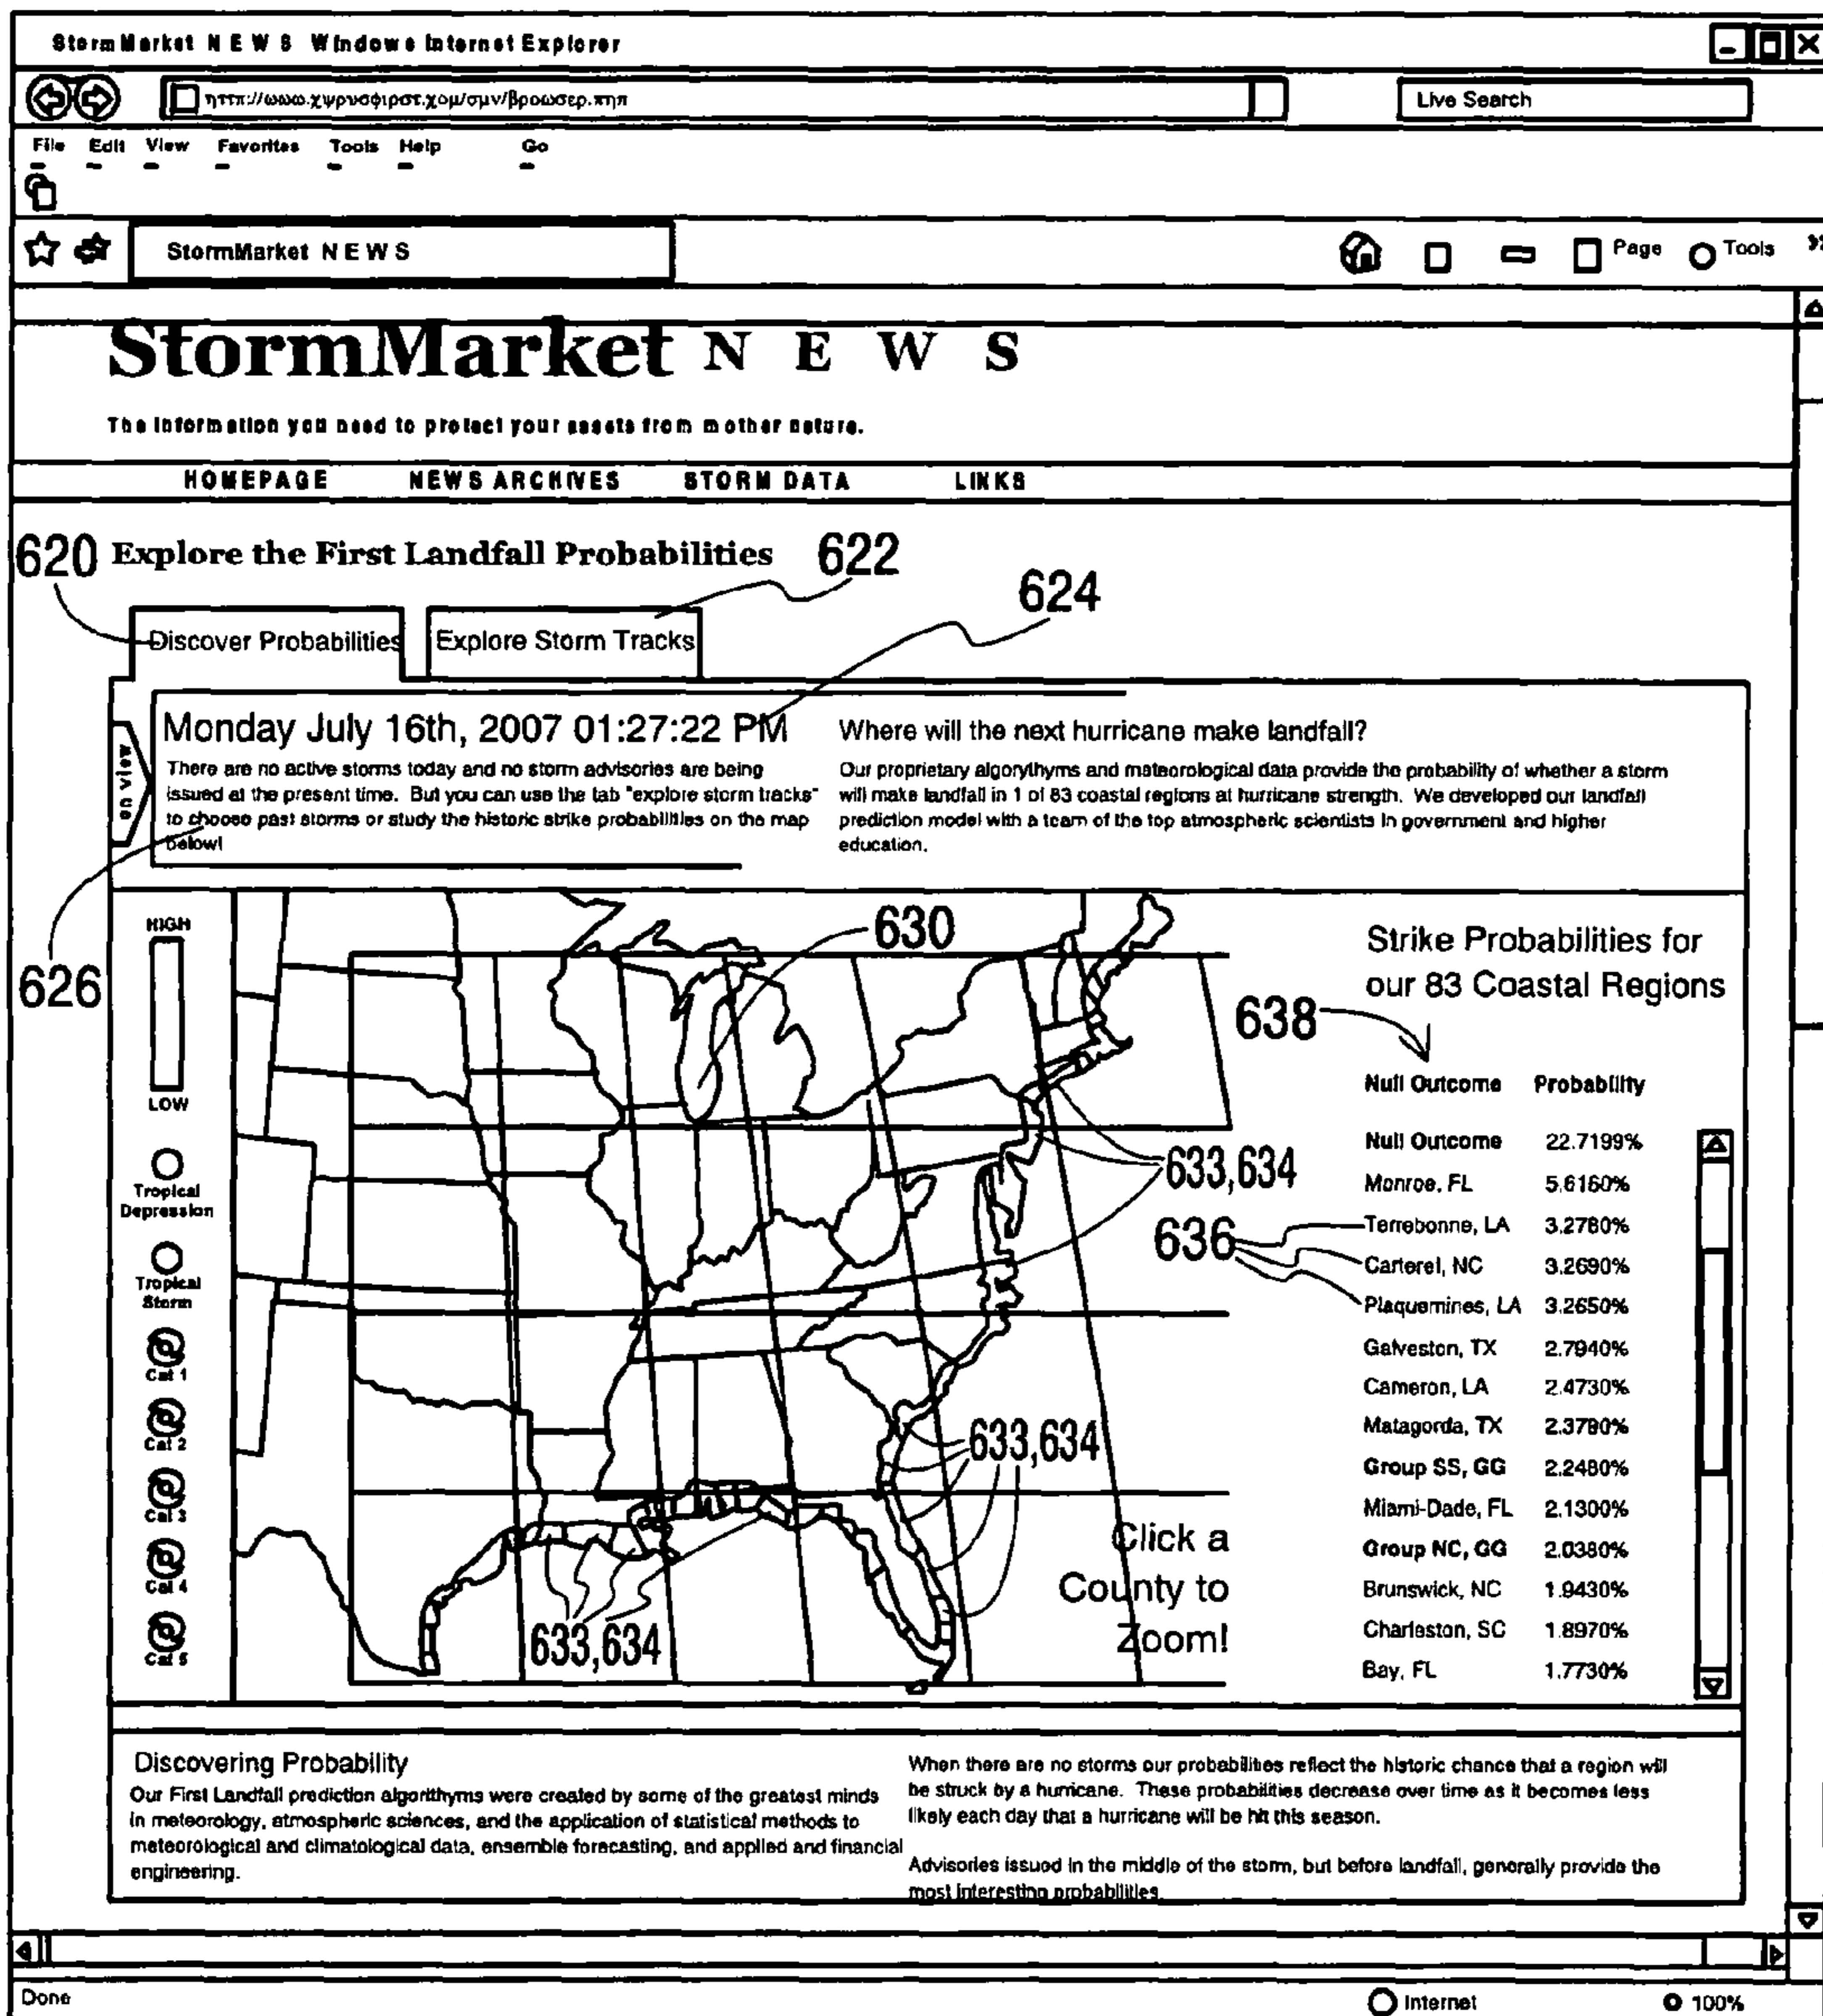 StormMarket N E W S Windows Internet Explorer
ηττπ://ωωω.χψρυσφιρστ.χομ/σμν/βροωσερ.πηπ
Live Search
File Edit View Favorites Tools Help Go
StormMarket N E W S
Page Tools »
StormMarket N E W S
The information you need to protect your assets from mother nature.
HOMEPAGE NEWS ARCHIVES STORM DATA LINKS
620 Explore the First Landfall Probabilities 622
624
Discover Probabilities Explore Storm Tracks
on view
Monday July 16th, 2007 01:27:22 PM
There are no active storms today and no storm advisories are being
issued at the present time. But you can use the tab "explore storm tracks"
to choose past storms or study the historic strike probabilities on the map
below!
Where will the next hurricane make landfall?
Our proprietary algorythyms and meteorological data provide the probability of whether a storm
will make landfall in 1 of 83 coastal regions at hurricane strength. We developed our landfall
prediction model with a team of the top atmospheric scientists in government and higher
education.
626
HIGH
LOW
Tropical
Depression
Tropical
Storm
Cat 1
Cat 2
Cat 3
Cat 4
Cat 5
630
633,634
633,634
633,634
Click a
County to
Zoom!
Strike Probabilities for
our 83 Coastal Regions
638
636
Null Outcome Probability
Null Outcome 22.7199%
Monroe, FL 5.6160%
Terrebonne, LA 3.2780%
Carterel, NC 3.2690%
Plaquemines, LA 3.2650%
Galveston, TX 2.7940%
Cameron, LA 2.4730%
Matagorda, TX 2.3790%
Group SS, GG 2.2480%
Miami-Dade, FL 2.1300%
Group NC, GG 2.0380%
Brunswick, NC 1.9430%
Charleston, SC 1.8970%
Bay, FL 1.7730%
Discovering Probability
Our First Landfall prediction algorithyms were created by some of the greatest minds
in meteorology, atmospheric sciences, and the application of statistical methods to
meteorological and climatological data, ensemble forecasting, and applied and financial
engineering.
When there are no storms our probabilities reflect the historic chance that a region will
be struck by a hurricane. These probabilities decrease over time as it becomes less
likely each day that a hurricane will be hit this season.
Advisories issued in the middle of the storm, but before landfall, generally provide the
most interesting probabilities
Done Internet 100%